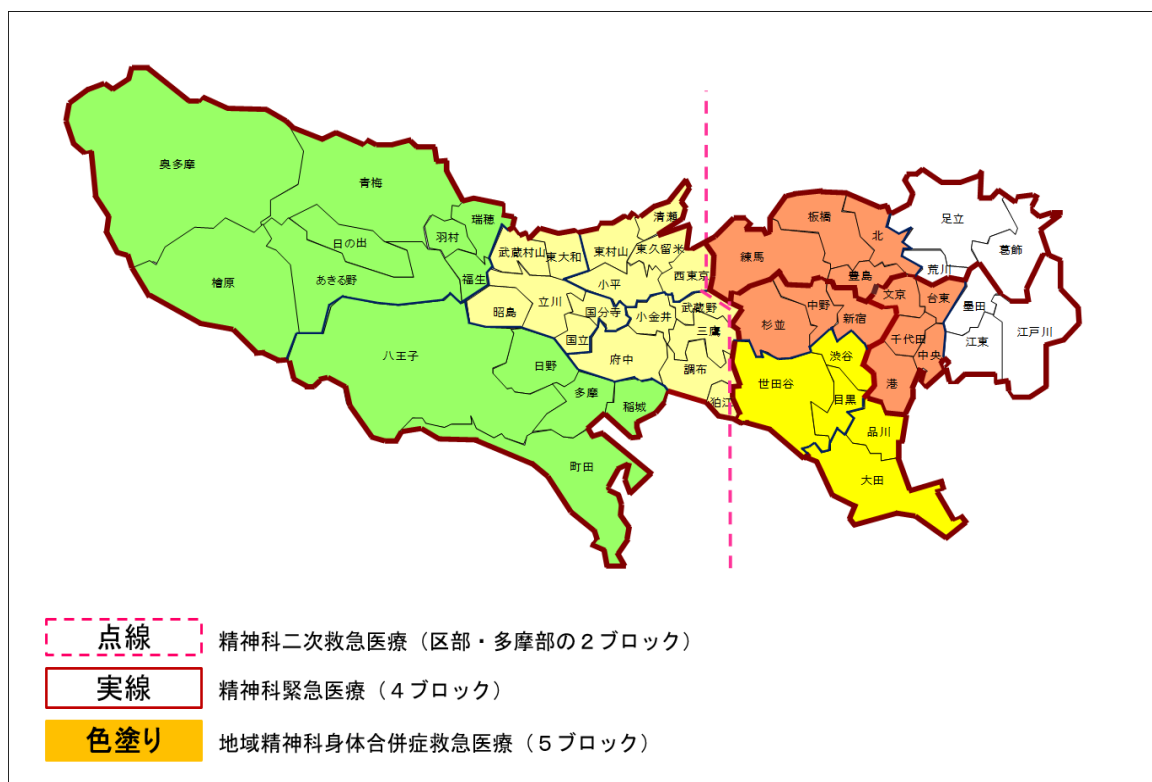 奥多摩
青梅
瑞穂
羽村
日の出
福生
あきる野
檜原
八王子
日野
多摩
稲城
町田
清瀬
武蔵村山
東大和
東村山
東久留米
西東京
小平
立川
昭島
国分寺
国立
小金井
武蔵野
三鷹
府中
調布
狛江
板橋
北
練馬
豊島
足立
葛飾
荒川
文京
台東
墨田
江戸川
江東
中野
新宿
杉並
千代田
中央
港
渋谷
世田谷
目黒
品川
大田
点線 精神科二次救急医療（区部・多摩部の２ブロック）
実線 精神科緊急医療（４ブロック）
色塗り 地域精神科身体合併症救急医療（５ブロック）